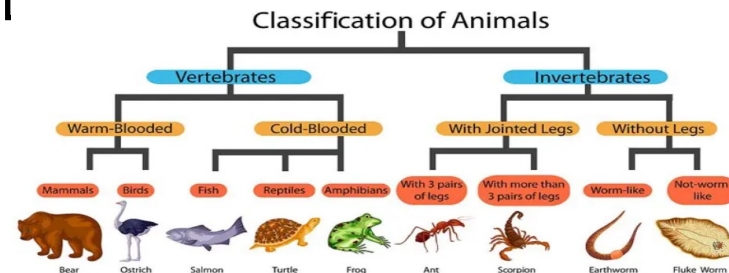 Classification of Animals
Vertebrates
Invertebrates
Warm-Blooded
Cold-Blooded
With Jointed Legs
Without Legs
Mammals
Birds
Fish
Reptiles
Amphibians
With 3 pairs
of legs
With more than
3 pairs of legs
Worm-like
Not-worm
like
Bear
Ostrich
Salmon
Turtle
Frog
Ant
Scorpion
Earthworm
Fluke Worm